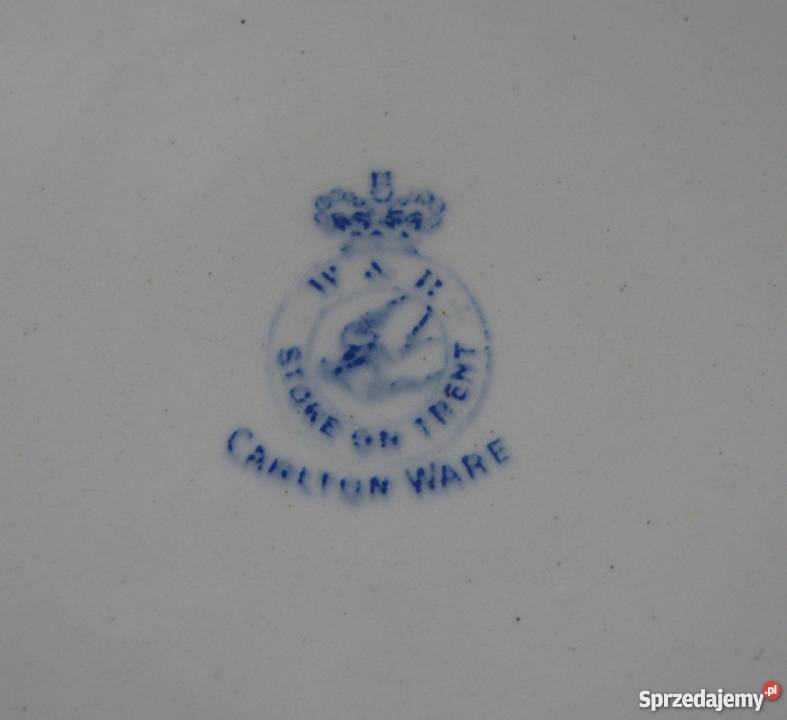 W & R
STOKE ON TRENT
CARLTON WARE
Sprzedajemy.pl